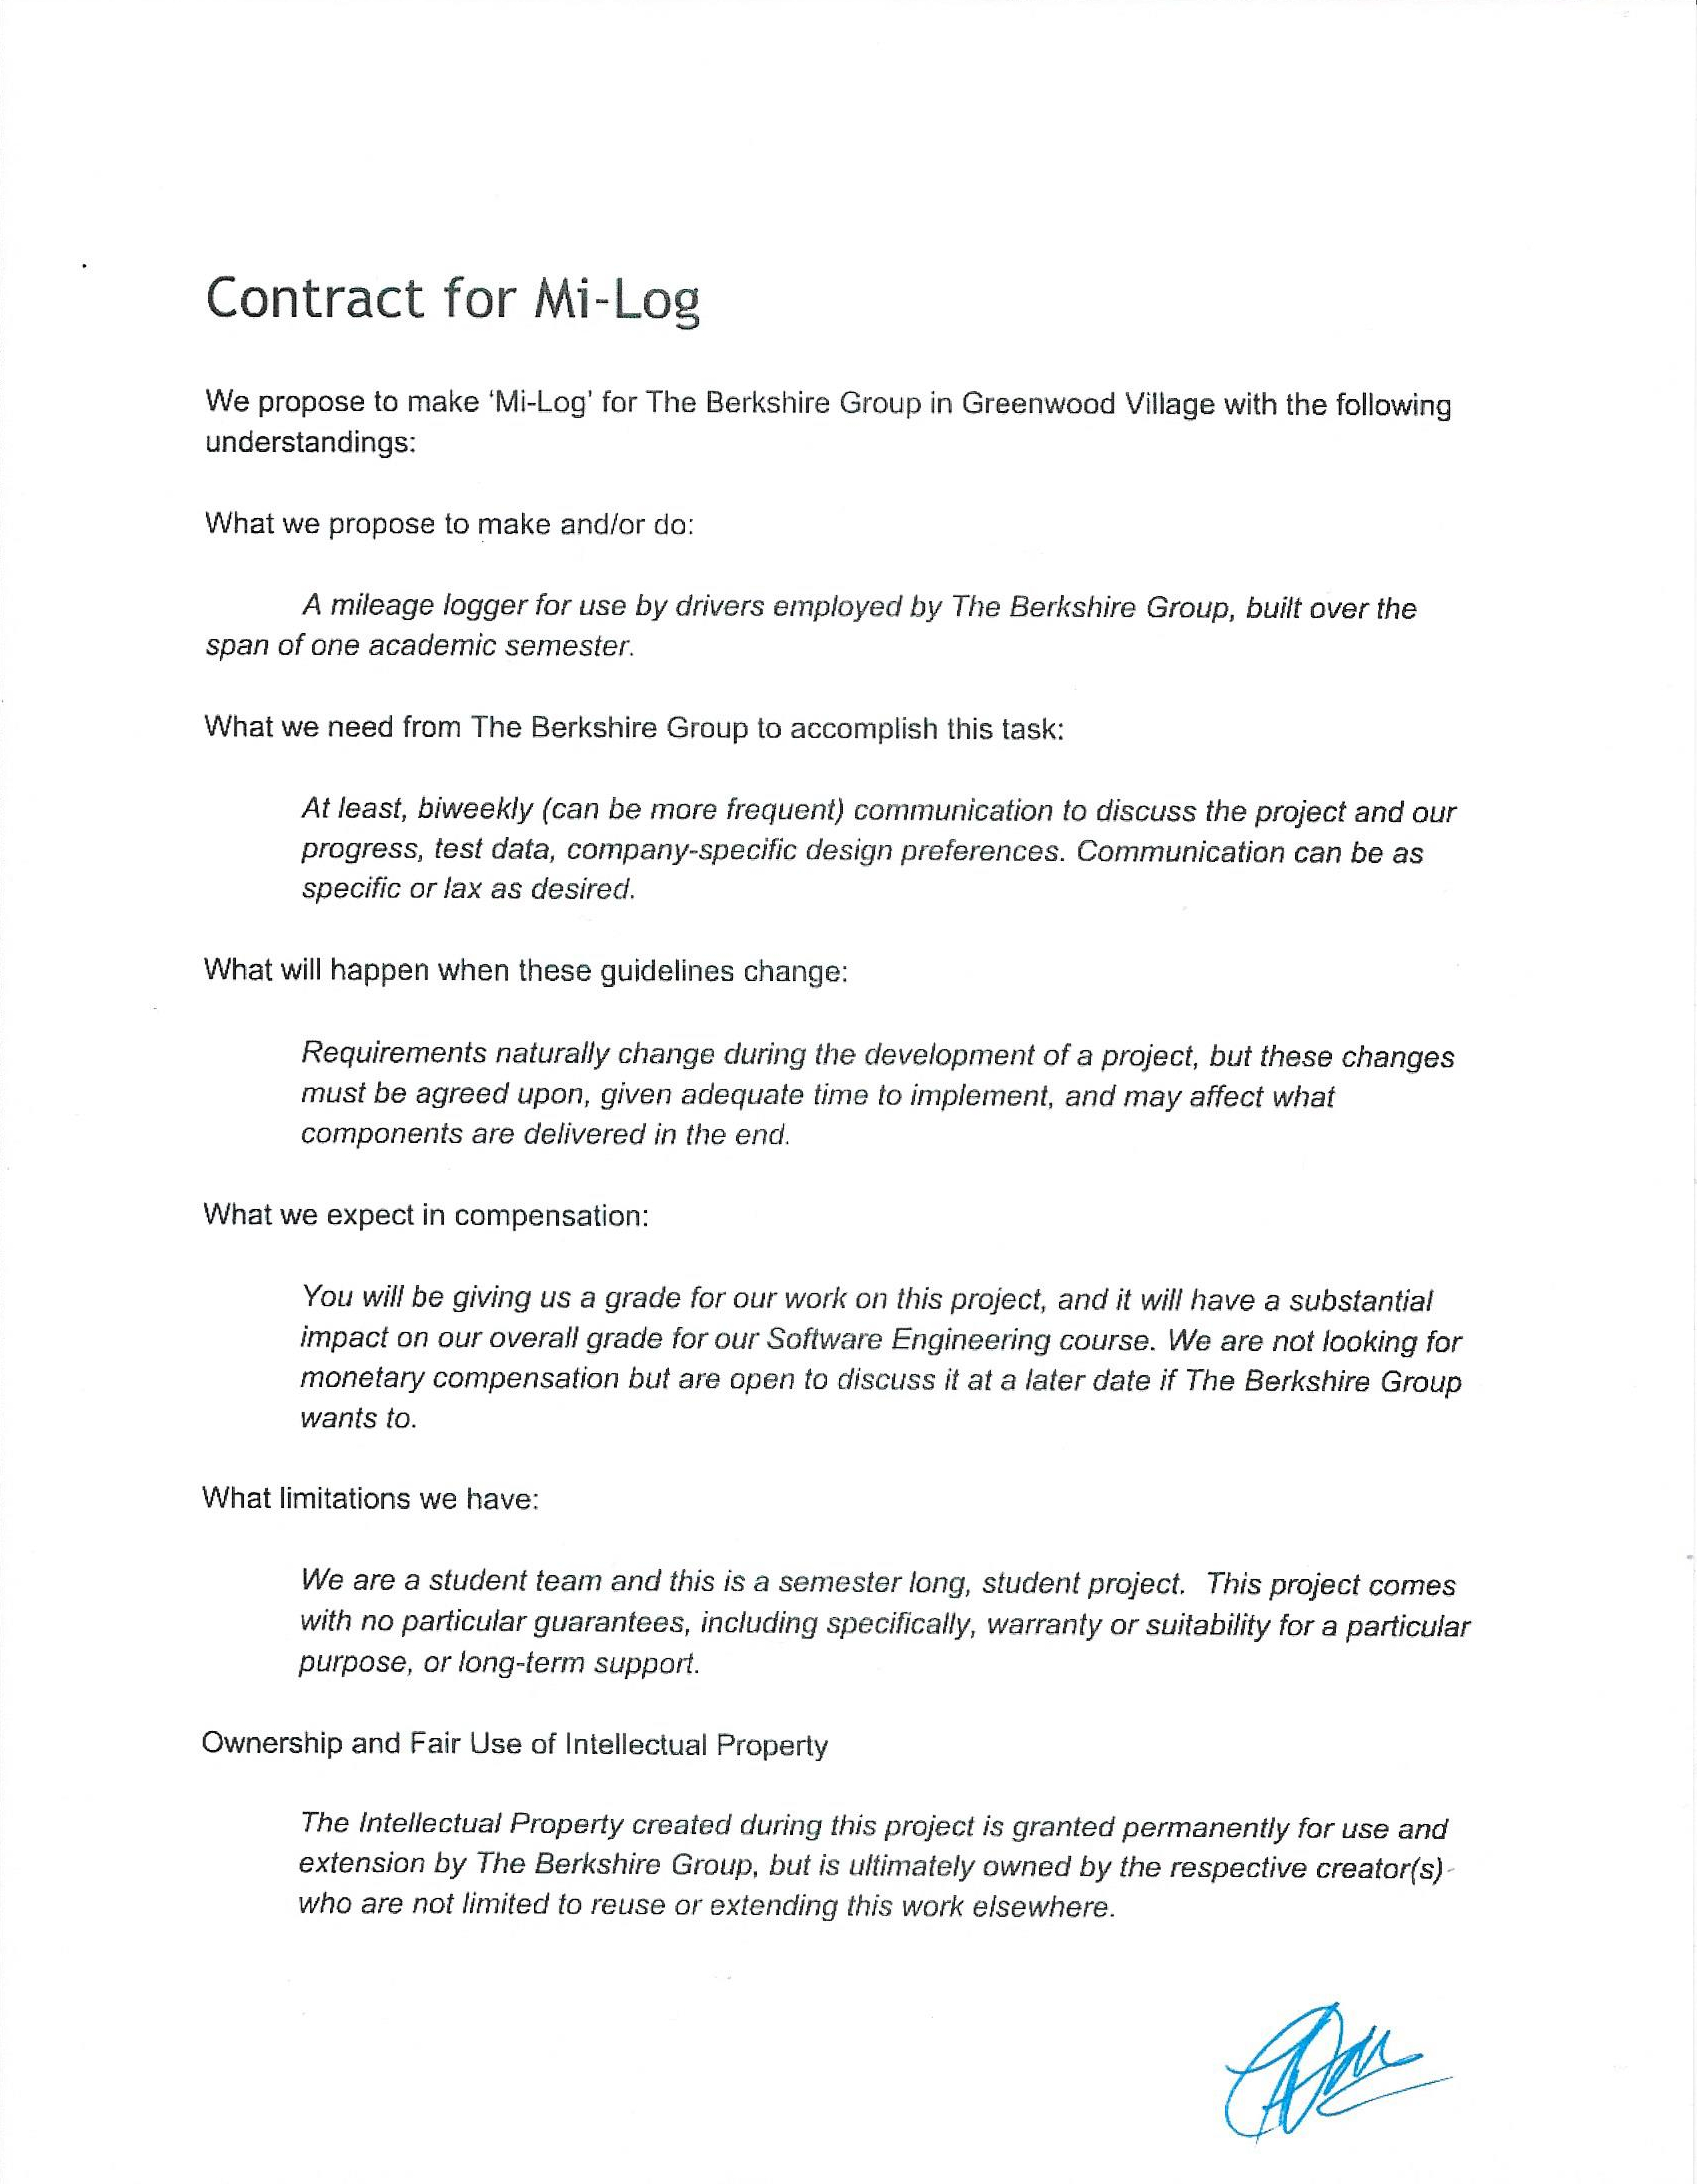 Contract for Mi-Log
We propose to make ‘Mi-Log’ for The Berkshire Group in Greenwood Village with the following
understandings:
What we propose to make and/or do:
A mileage logger for use by drivers employed by The Berkshire Group, built over the
span of one academic semester.
What we need from The Berkshire Group to accomplish this task:
At least, biweekly (can be more frequent) communication to discuss the project and our
progress, test data, company-specific design preferences. Communication can be as
specific or lax as desired.
What will happen when these guidelines change:
Requirements naturally change during the development of a project, but these changes
must be agreed upon, given adequate time to implement, and may affect what
components are delivered in the end.
What we expect in compensation:
You will be giving us a grade for our work on this project, and it will have a substantial
impact on our overall grade for our Software Engineering course. We are not looking for
monetary compensation but are open to discuss it at a later date if The Berkshire Group
wants to.
What limitations we have:
We are a student team and this is a semester long, student project.  This project comes
with no particular guarantees, including specifically, warranty or suitability for a particular
purpose, or long-term support.
Ownership and Fair Use of Intellectual Property
The Intellectual Property created during this project is granted permanently for use and
extension by The Berkshire Group, but is ultimately owned by the respective creator(s)
who are not limited to reuse or extending this work elsewhere.